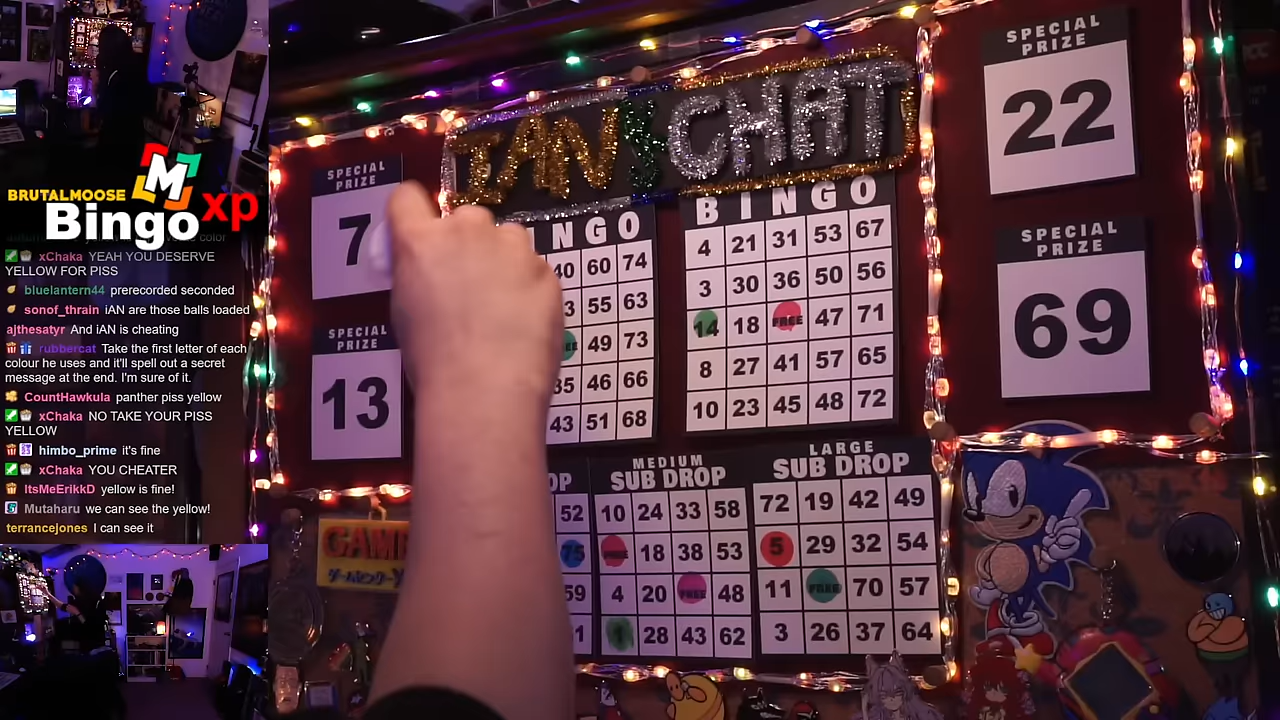 BRUTALMOOSE
M
Bingo xp
xChaka YEAH YOU DESERVE
YELLOW FOR PISS
bluelantern44 prerecorded seconded
sonof_thrain iAN are those balls loaded
ajthesatyr And iAN is cheating
rubbercat Take the first letter of each
colour he uses and it'll spell out a secret
message at the end. I'm sure of it.
CountHawkula panther piss yellow
xChaka NO TAKE YOUR PISS
YELLOW
himbo_prime it's fine
xChaka YOU CHEATER
ItsMeErikkD yellow is fine!
Mutaharu we can see the yellow!
terrancejones I can see it
IAN & CHAT
SPECIAL
PRIZE
7
SPECIAL
PRIZE
13
N G O
40 60 74
55 63
49 73
46 66
43 51 68
B I N G O
4 21 31 53 67
3 30 36 50 56
14 18 FREE 47 71
8 27 41 57 65
10 23 45 48 72
SPECIAL
PRIZE
22
SPECIAL
PRIZE
69
52
75
59
MEDIUM
SUB DROP
10 24 33 58
FREE 18 38 53
4 20 FREE 48
1 28 43 62
LARGE
SUB DROP
72 19 42 49
5 29 32 54
11 FREE 70 57
3 26 37 64
GAME